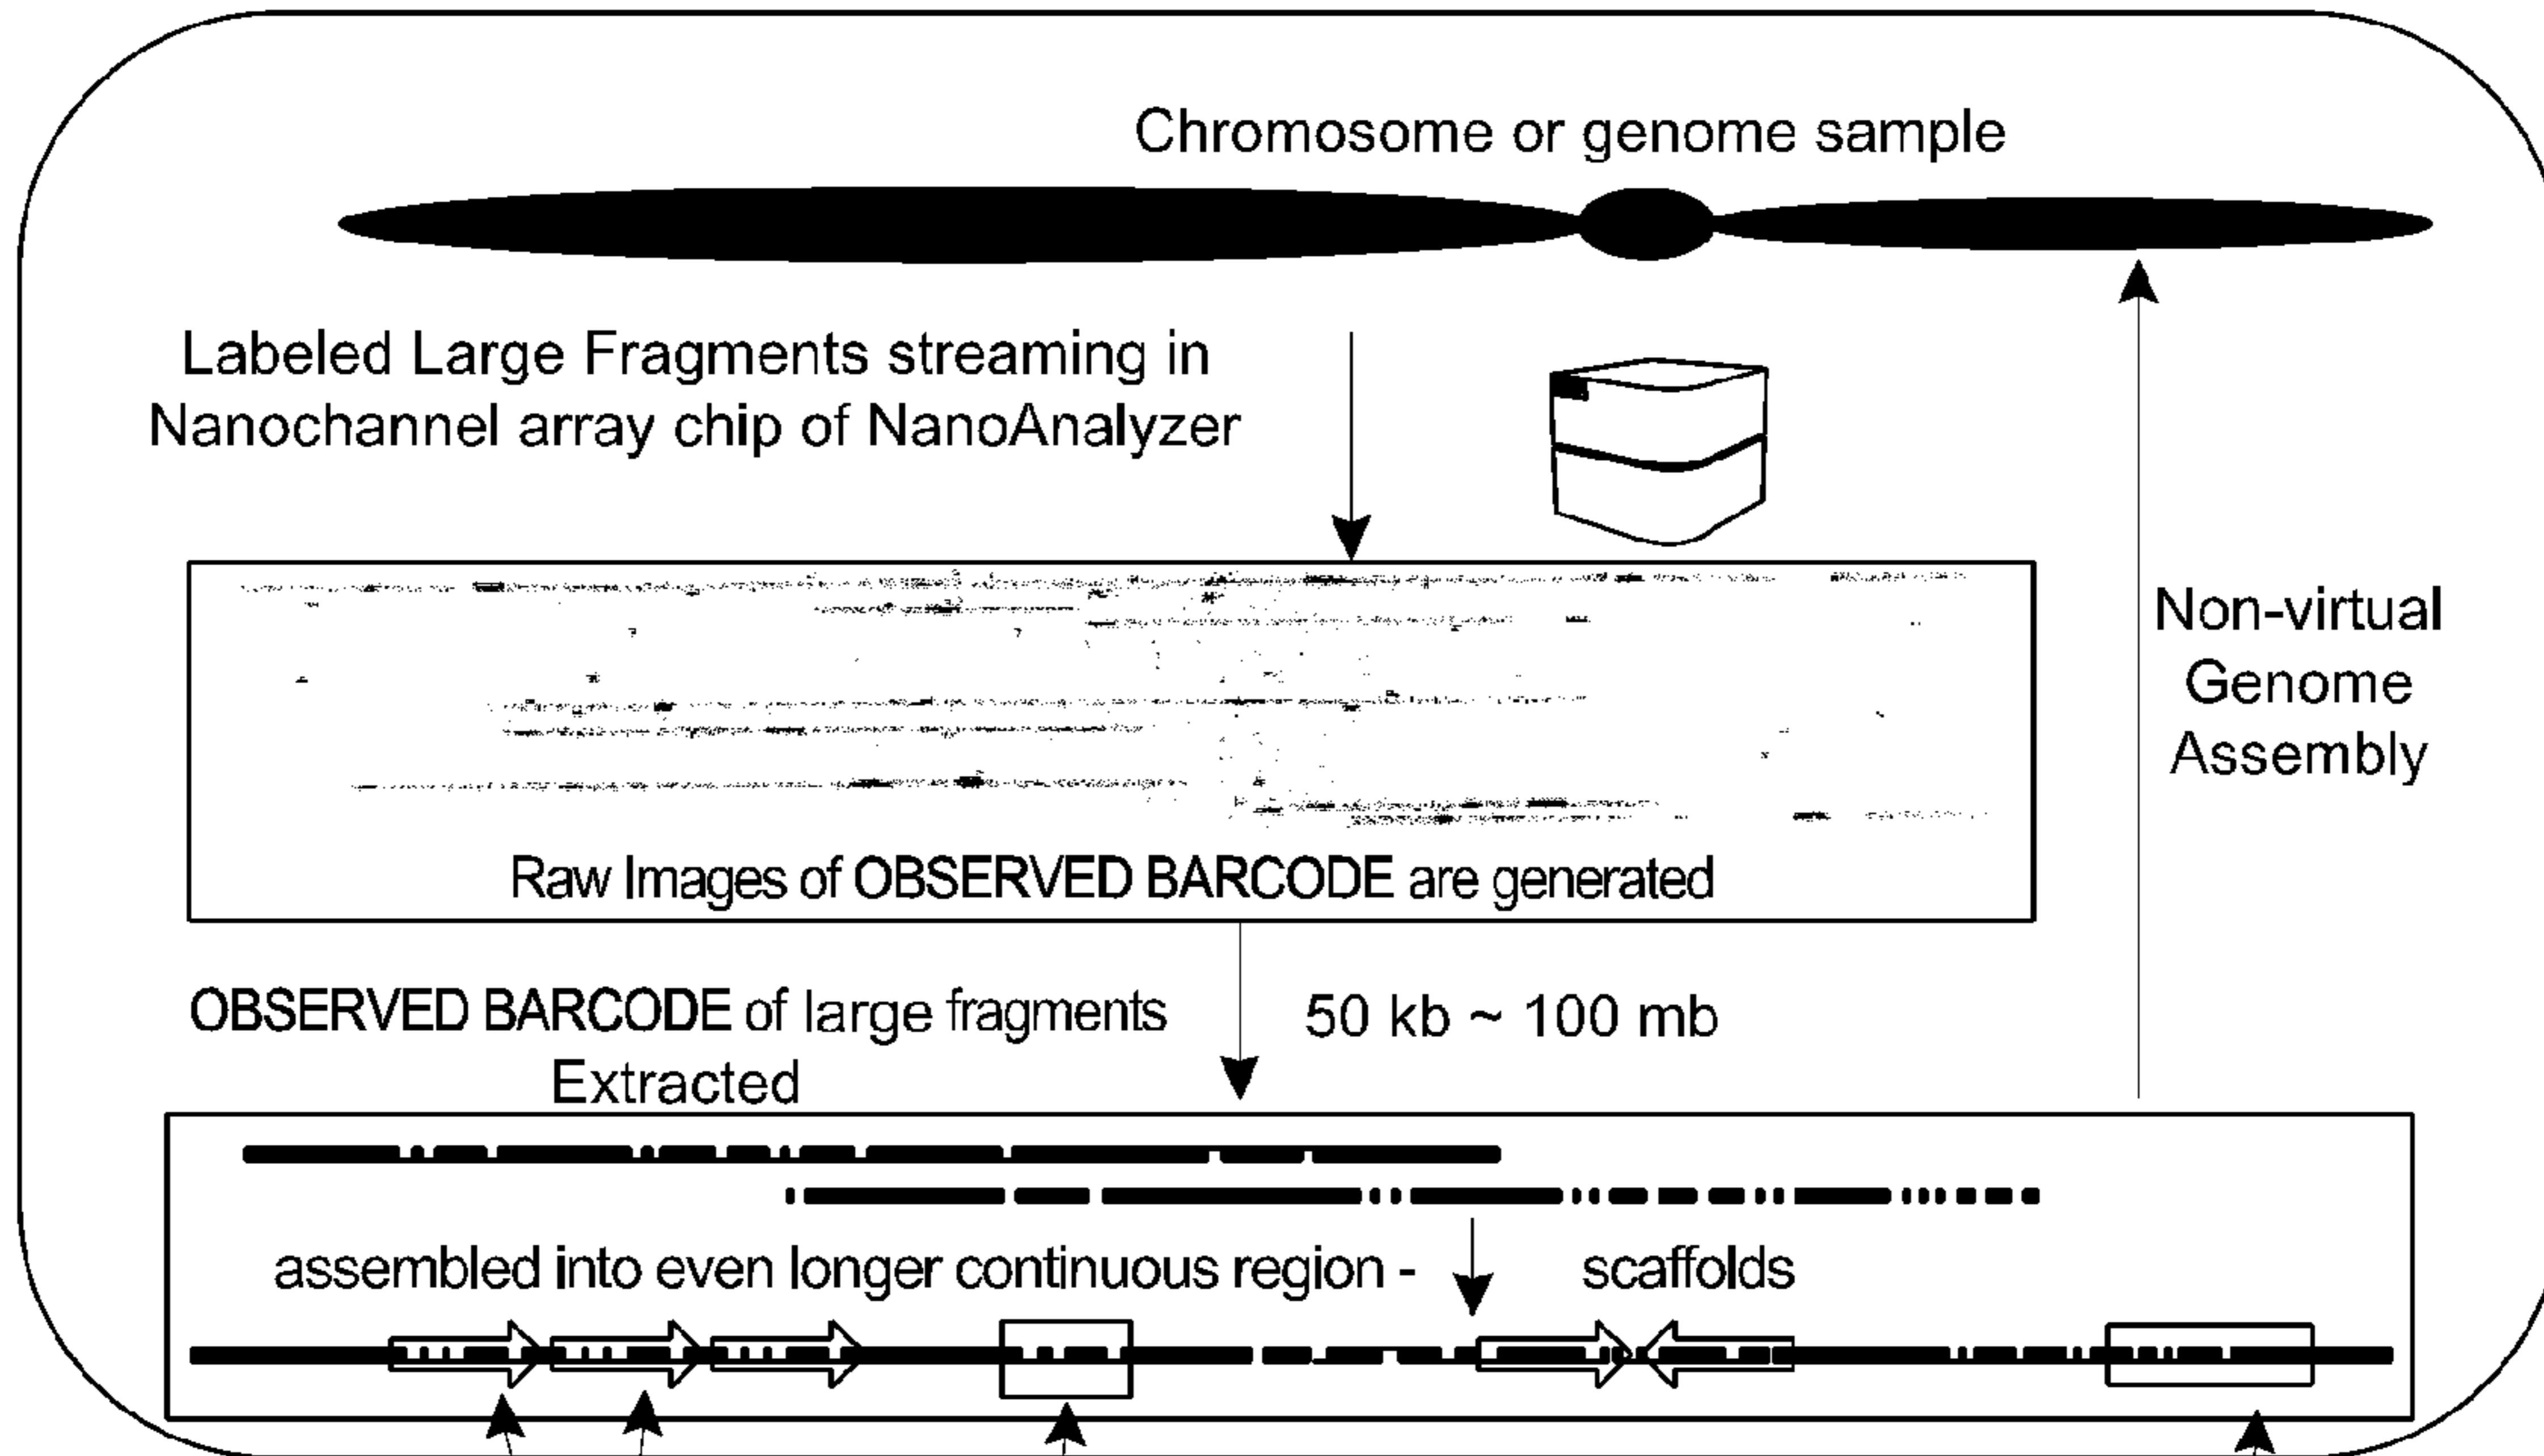 Chromosome or genome sample
Labeled Large Fragments streaming in
Nanochannel array chip of NanoAnalyzer
Non-virtual
Genome
Assembly
Raw Images of OBSERVED BARCODE are generated
OBSERVED BARCODE of large fragments
Extracted
50 kb ~ 100 mb
assembled into even longer continuous region - scaffolds